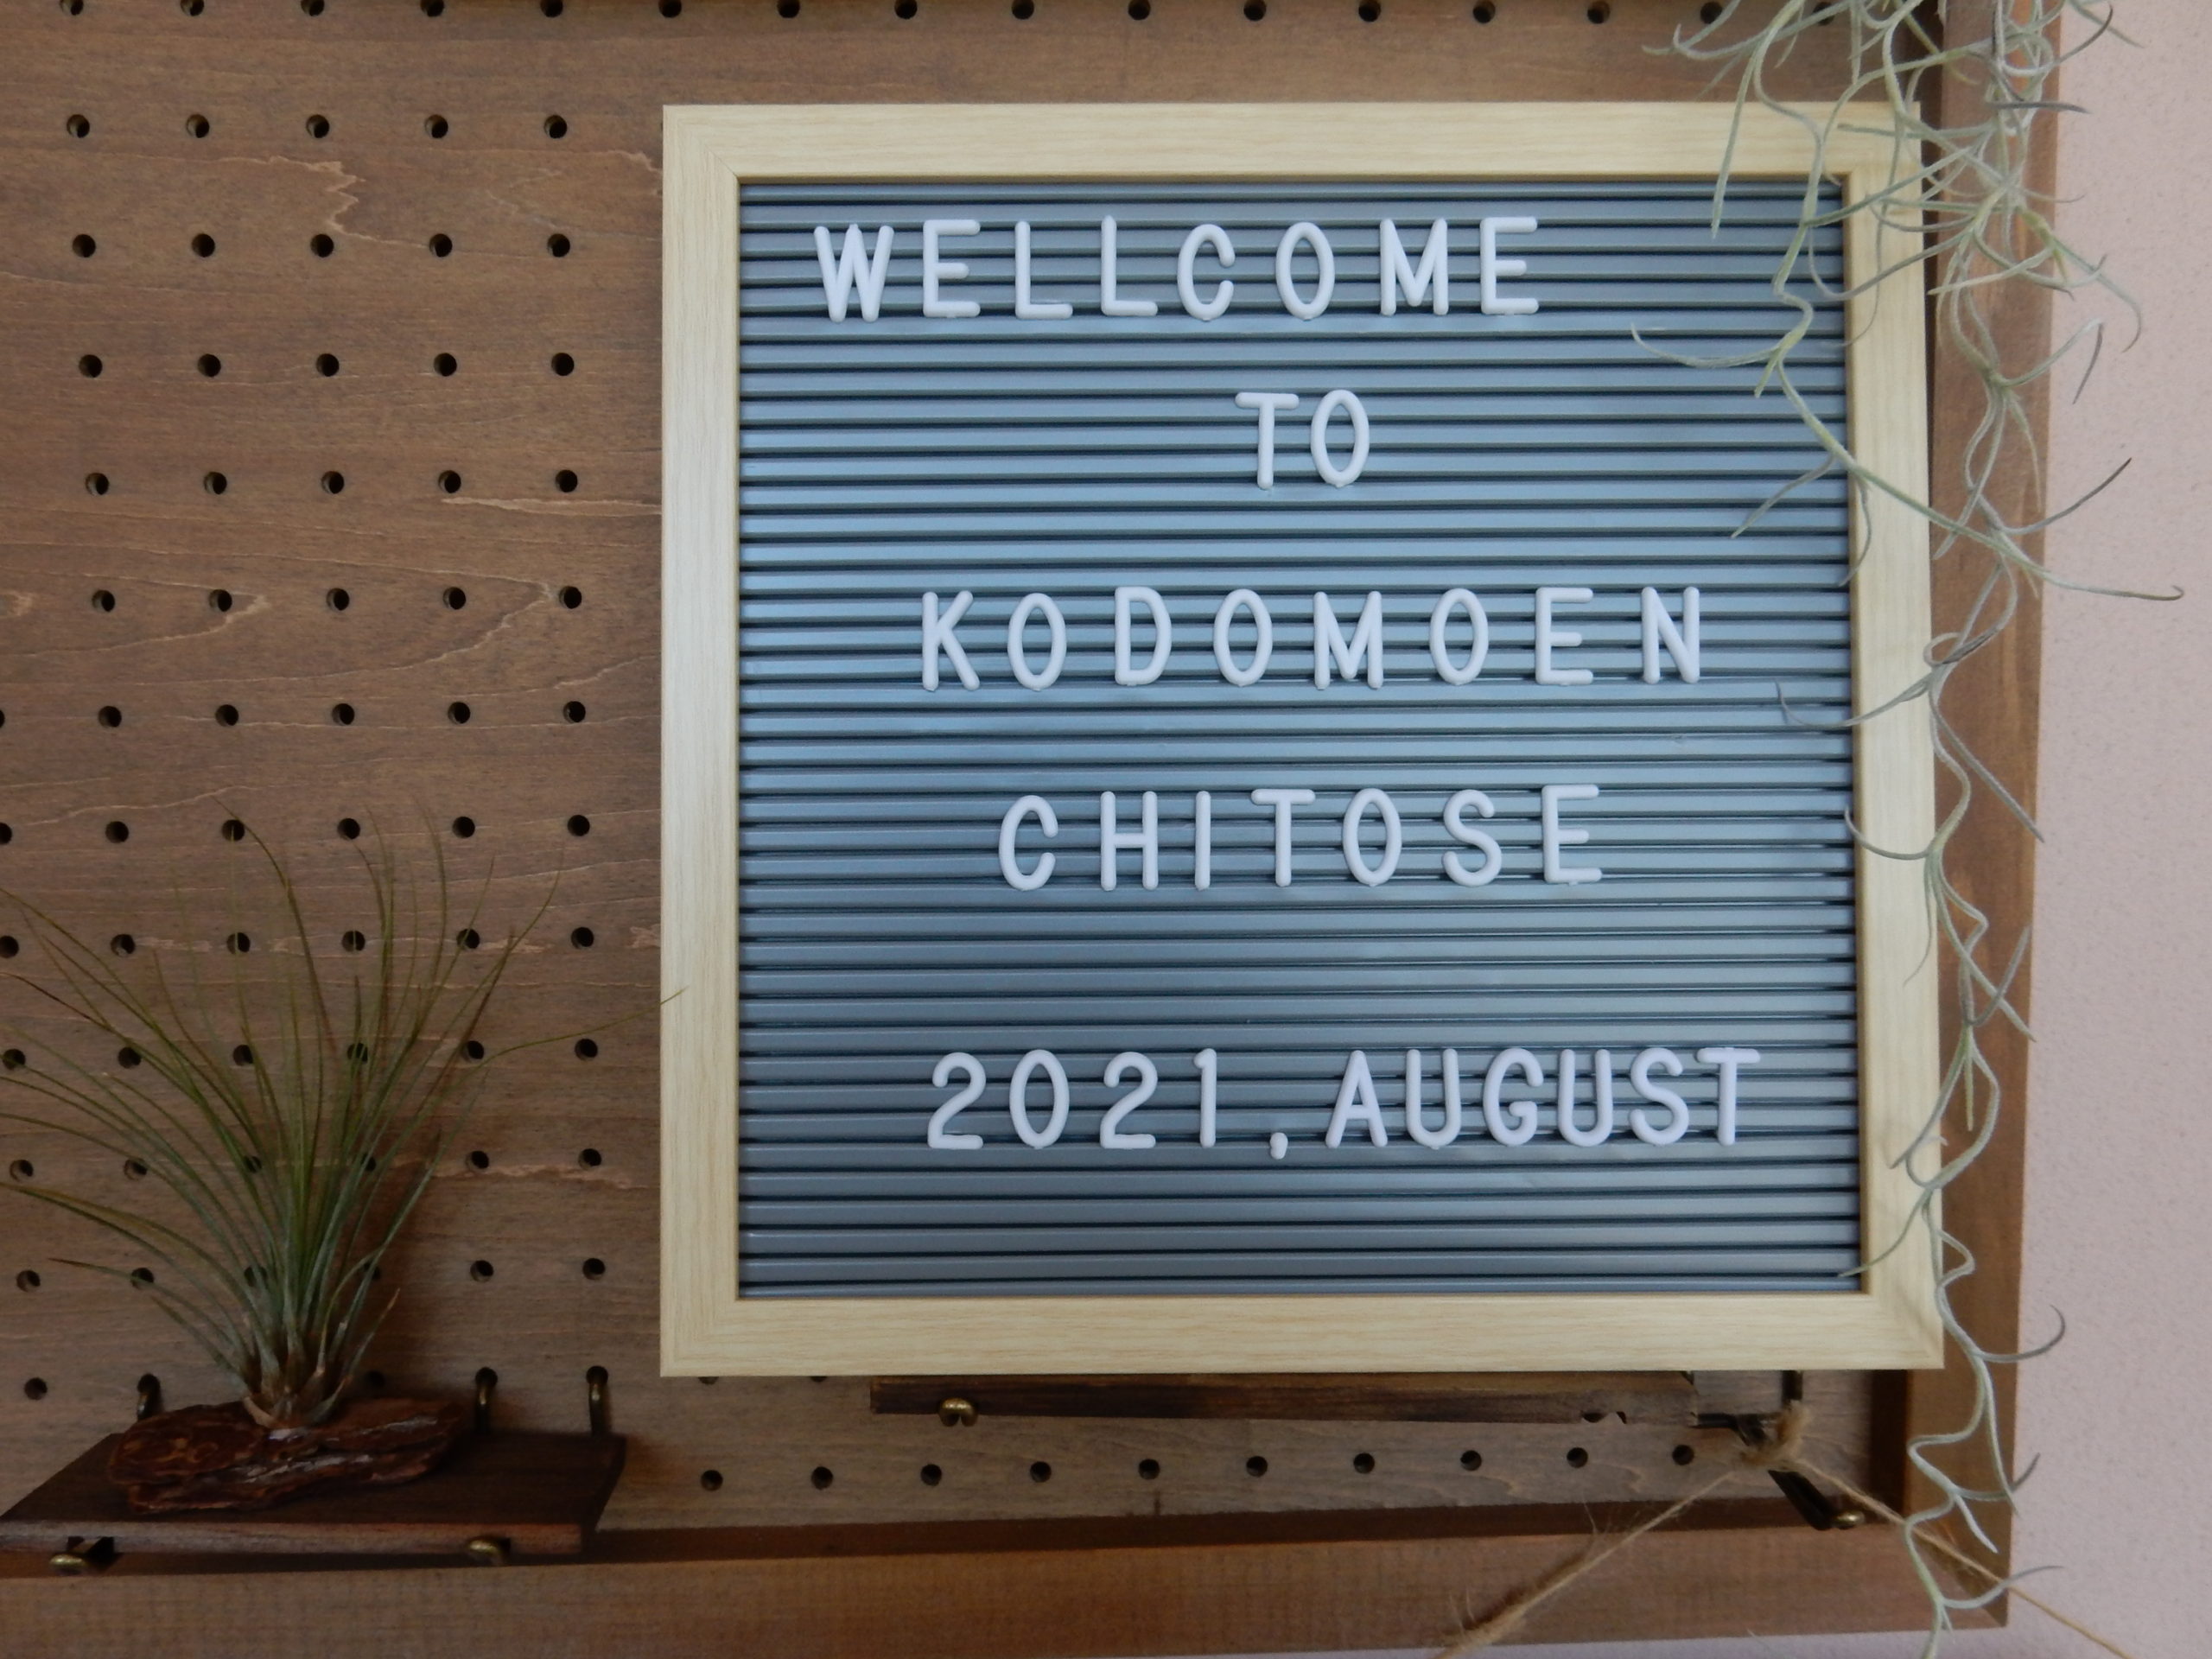 WELLCOME
TO
KODOMOEN
CHITOSE
2021,AUGUST